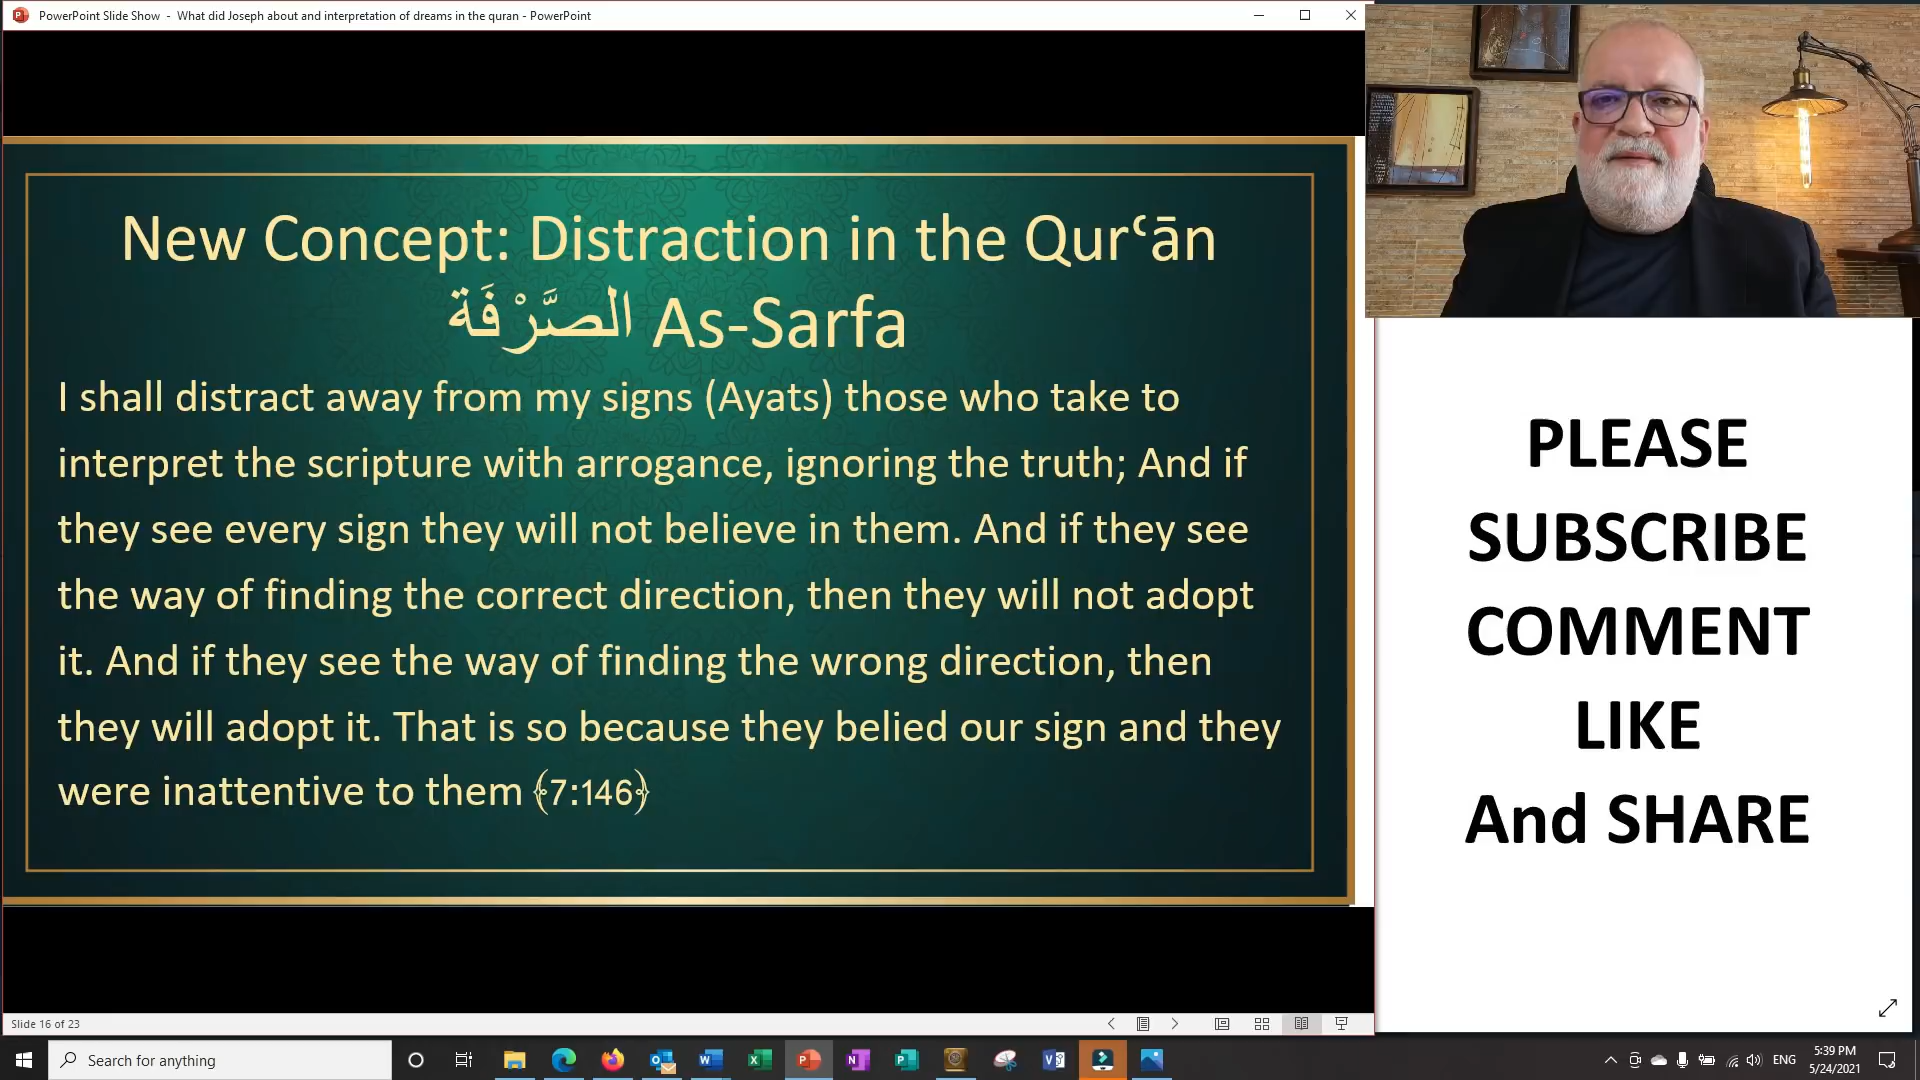 PowerPoint Slide Show - What did Joseph about and interpretation of dreams in the quran - PowerPoint
New Concept: Distraction in the Qurʿān
الصَّرْفَة As-Sarfa
I shall distract away from my signs (Ayats) those who take to
interpret the scripture with arrogance, ignoring the truth; And if
they see every sign they will not believe in them. And if they see
the way of finding the correct direction, then they will not adopt
it. And if they see the way of finding the wrong direction, then
they will adopt it. That is so because they belied our sign and they
were inattentive to them ﴾7:146﴿
PLEASE
SUBSCRIBE
COMMENT
LIKE
And SHARE
Slide 16 of 23
Search for anything
ENG
5:39 PM
5/24/2021